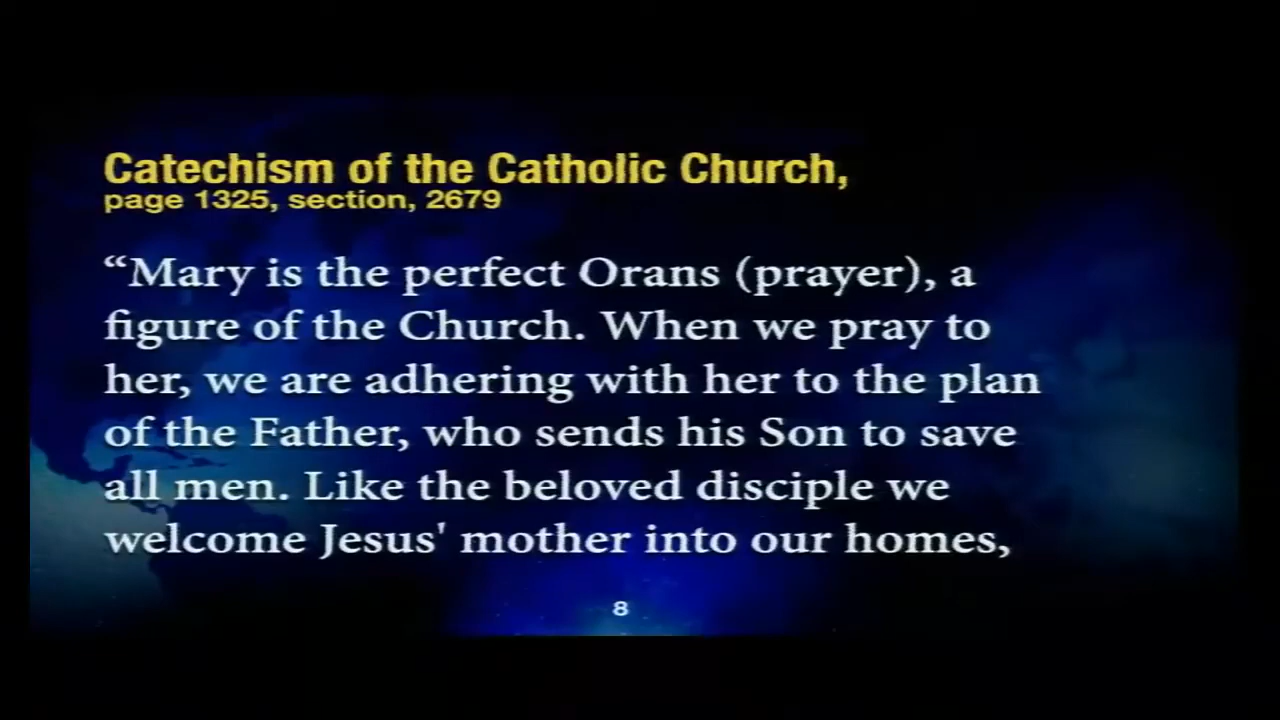 Catechism of the Catholic Church,
page 1325, section, 2679
“Mary is the perfect Orans (prayer), a
figure of the Church. When we pray to
her, we are adhering with her to the plan
of the Father, who sends his Son to save
all men. Like the beloved disciple we
welcome Jesus' mother into our homes,
8